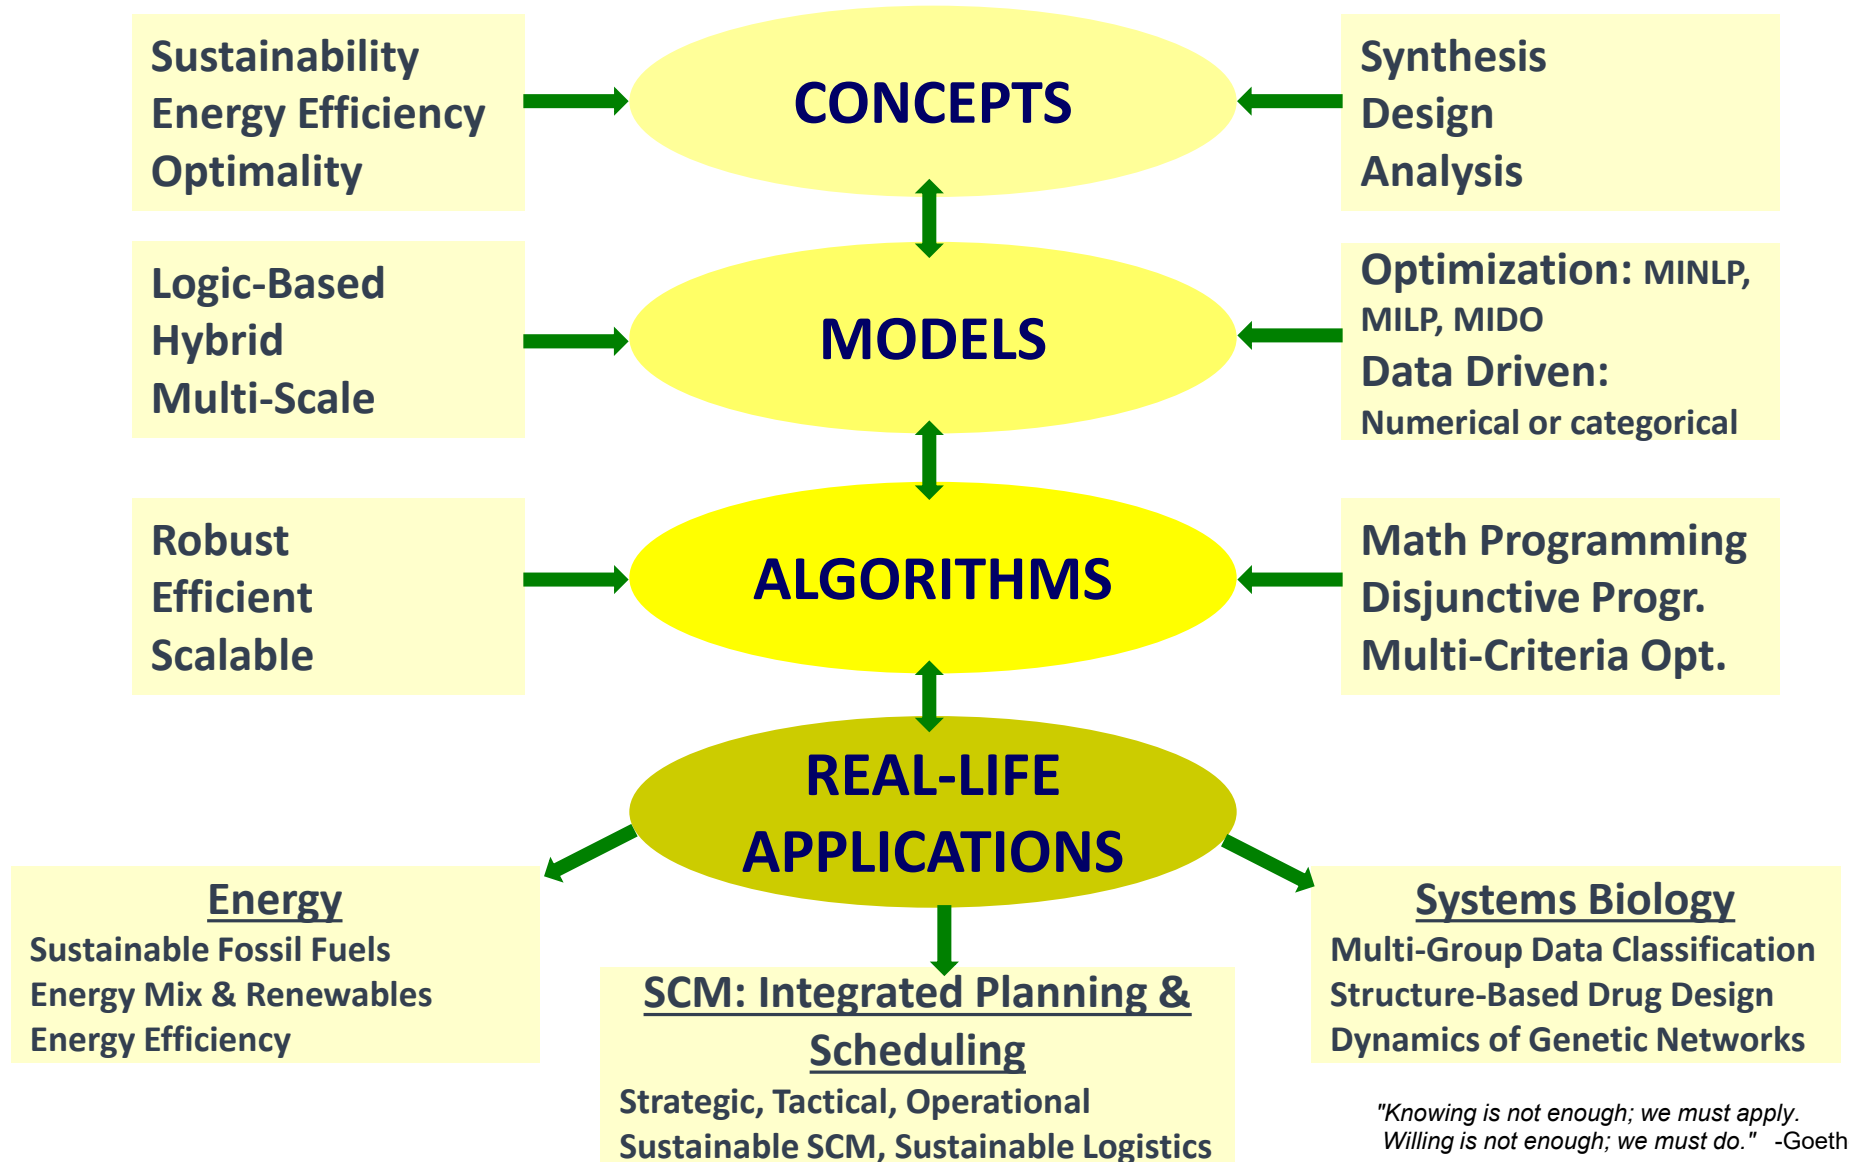 Sustainability
Energy Efficiency
Optimality
CONCEPTS
Synthesis
Design
Analysis
Logic-Based
Hybrid
Multi-Scale
MODELS
Optimization: MINLP,
MILP, MIDO
Data Driven:
Numerical or categorical
Robust
Efficient
Scalable
ALGORITHMS
Math Programming
Disjunctive Progr.
Multi-Criteria Opt.
REAL-LIFE
APPLICATIONS
Energy
Sustainable Fossil Fuels
Energy Mix & Renewables
Energy Efficiency
SCM: Integrated Planning &
Scheduling
Strategic, Tactical, Operational
Sustainable SCM, Sustainable Logistics
Systems Biology
Multi-Group Data Classification
Structure-Based Drug Design
Dynamics of Genetic Networks
"Knowing is not enough; we must apply.
Willing is not enough; we must do." -Goeth